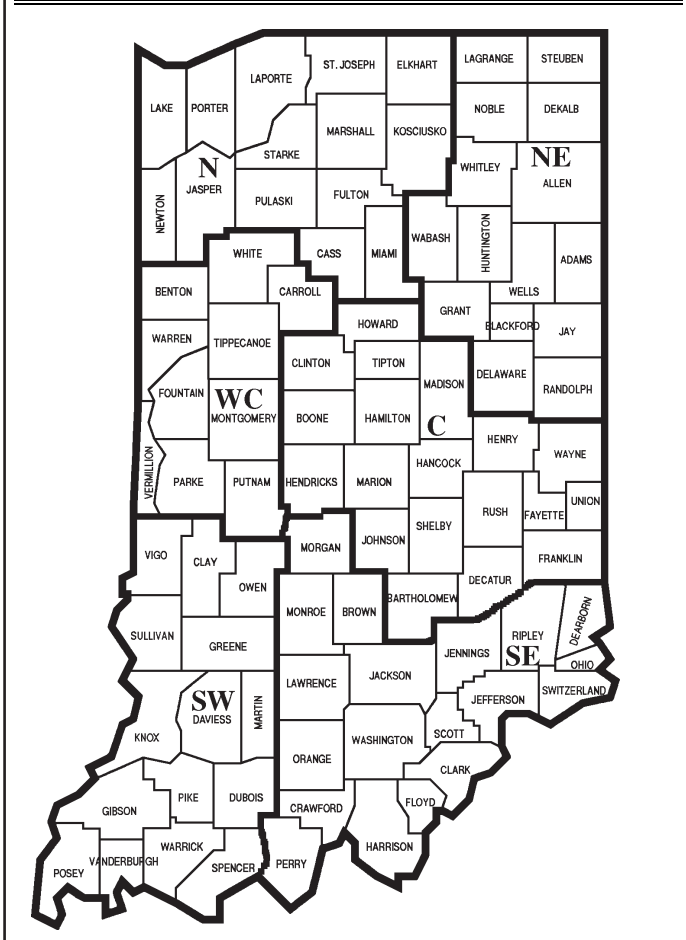 LAGRANGE
STEUBEN
ST. JOSEPH
ELKHART
LAPORTE
LAKE
PORTER
NOBLE
DEKALB
MARSHALL
KOSCIUSKO
STARKE
N
JASPER
WHITLEY
NE
ALLEN
NEWTON
PULASKI
FULTON
WABASH
HUNTINGTON
WHITE
CASS
MIAMI
ADAMS
BENTON
CARROLL
WELLS
GRANT
HOWARD
BLACKFORD
JAY
WARREN
TIPPECANOE
CLINTON
TIPTON
MADISON
DELAWARE
RANDOLPH
FOUNTAIN
WC
MONTGOMERY
BOONE
HAMILTON
C
HENRY
WAYNE
VERMILLION
PARKE
PUTNAM
HENDRICKS
MARION
HANCOCK
RUSH
FAYETTE
UNION
SHELBY
JOHNSON
MORGAN
VIGO
CLAY
OWEN
FRANKLIN
DECATUR
BARTHOLOMEW
MONROE
BROWN
DEARBORN
SULLIVAN
GREENE
JENNINGS
RIPLEY
SE
OHIO
LAWRENCE
JACKSON
SWITZERLAND
JEFFERSON
SW
DAVIESS
MARTIN
KNOX
WASHINGTON
SCOTT
ORANGE
CLARK
GIBSON
PIKE
DUBOIS
CRAWFORD
FLOYD
HARRISON
WARRICK
VANDERBURGH
POSEY
SPENCER
PERRY